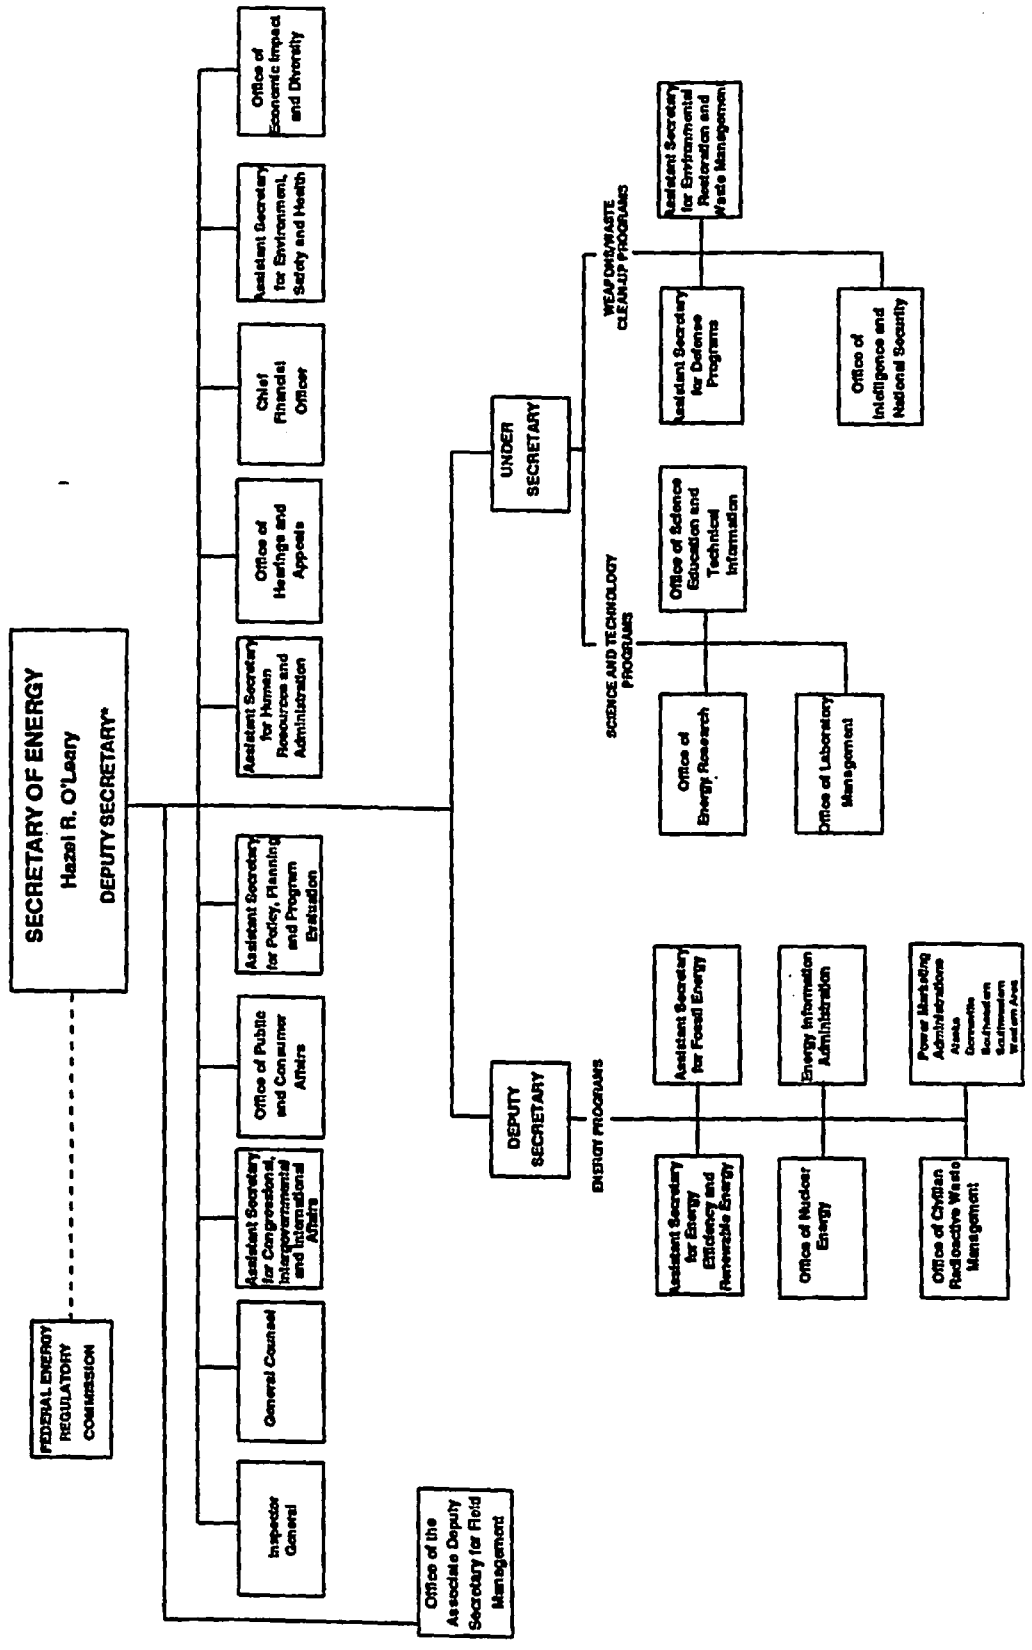 SECRETARY OF ENERGY
Hazel R. O'Leary
DEPUTY SECRETARY*
FEDERAL ENERGY
REGULATORY
COMMISSION
Inspector
General
General Counsel
Assistant Secretary
for Congressional,
Intergovernmental
and International
Affairs
Office of Public
and Consumer
Affairs
Assistant Secretary
for Policy, Planning
and Program
Evaluation
Assistant Secretary
for Human
Resources and
Administration
Office of
Hearings and
Appeals
Chief
Financial
Officer
Assistant Secretary
for Environment,
Safety and Health
Office of
Economic Impact
and Diversity
Office of the
Associate Deputy
Secretary for Field
Management
DEPUTY
SECRETARY
UNDER
SECRETARY
ENERGY PROGRAMS
Assistant Secretary
for Energy
Efficiency and
Renewable Energy
Assistant Secretary
for Fossil Energy
Office of Nuclear
Energy
Energy Information
Administration
Office of Civilian
Radioactive Waste
Management
Power Marketing
Administrations
Alaska
Bonneville
Southeastern
Southwestern
Western Area
SCIENCE AND TECHNOLOGY
PROGRAMS
Office of
Energy Research
Office of Science
Education and
Technical
Information
Office of Laboratory
Management
WEAPONS/WASTE
CLEAN-UP PROGRAMS
Assistant Secretary
for Defense
Programs
Assistant Secretary
for Environmental
Restoration and
Waste Management
Office of
Intelligence and
National Security